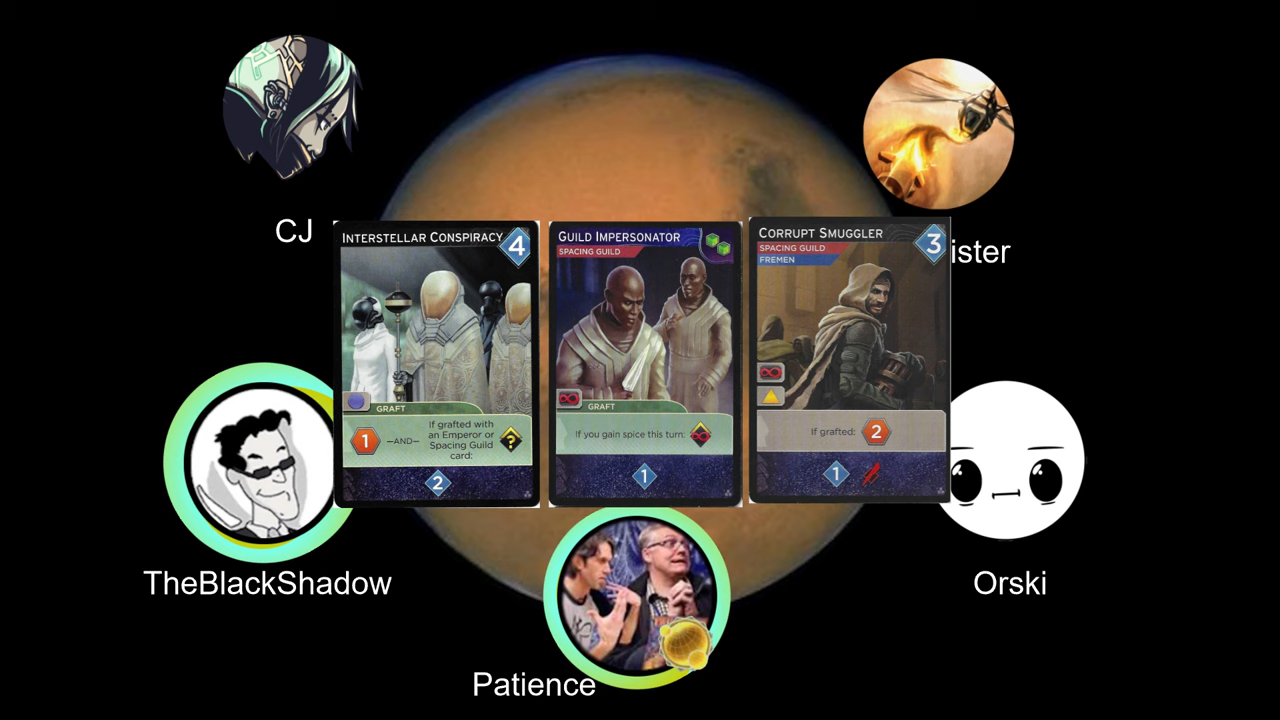 CJ
ister
INTERSTELLAR CONSPIRACY
4
GRAFT
1
—AND—
If grafted with
an Emperor or
Spacing Guild
card:
?
2
GUILD IMPERSONATOR
SPACING GUILD
GRAFT
If you gain spice this turn:
1
CORRUPT SMUGGLER
3
SPACING GUILD
FREMEN
If grafted:
2
1
TheBlackShadow
Orski
Patience